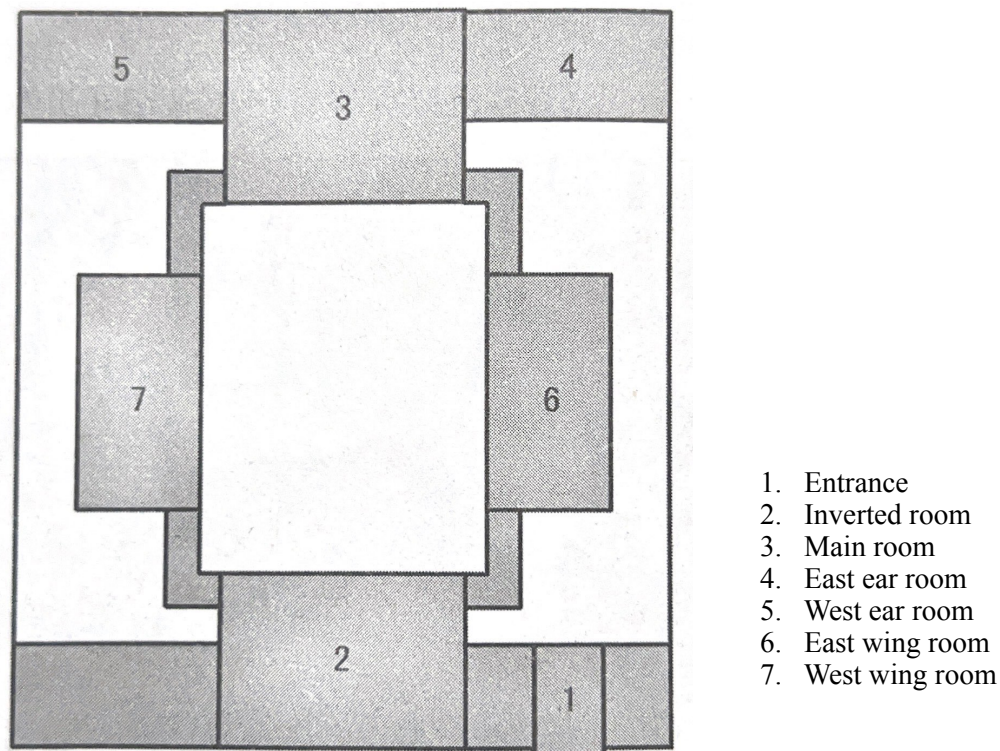 5
4
3
7
6
2
1
1. Entrance
2. Inverted room
3. Main room
4. East ear room
5. West ear room
6. East wing room
7. West wing room